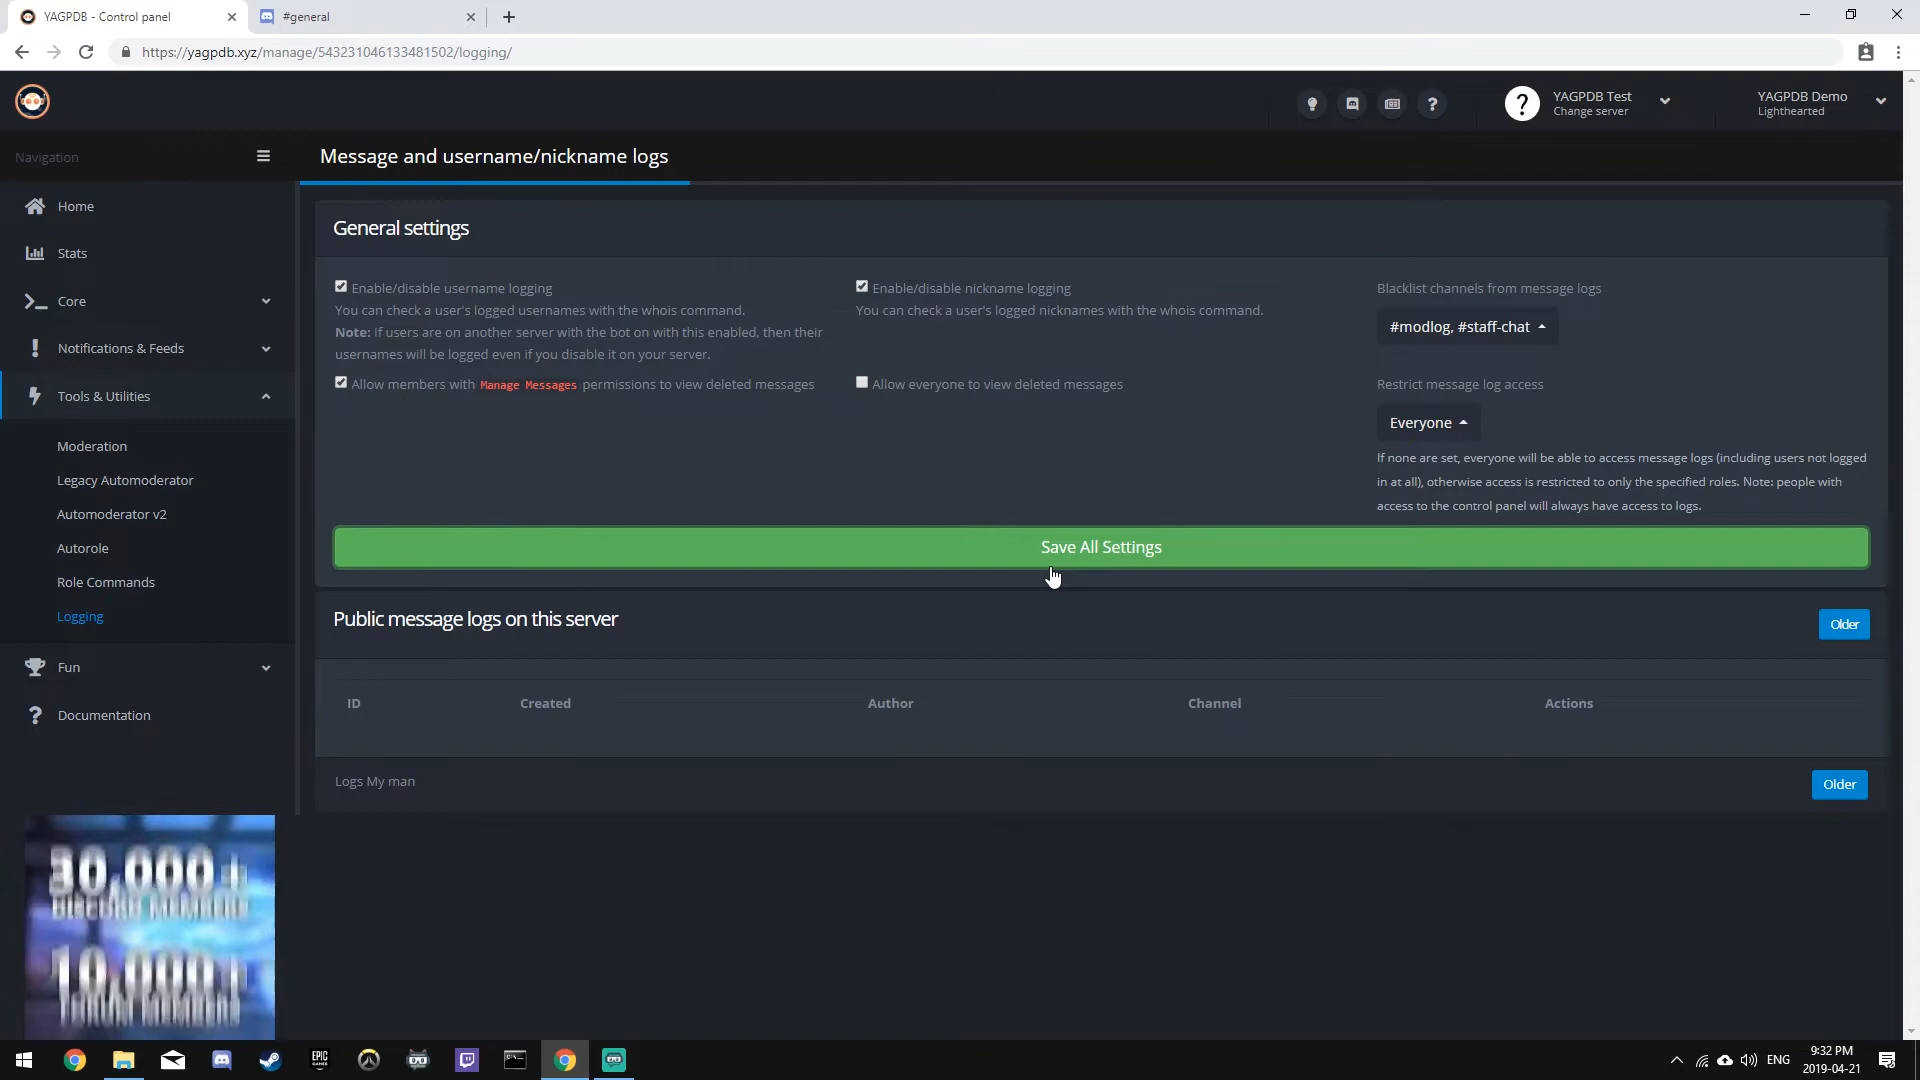 YAGPDB - Control panel
#general
https://yagpdb.xyz/manage/543231046133481502/logging/
YAGPDB Test
Change server
YAGPDB Demo
Lighthearted
Navigation
Message and username/nickname logs
Home
Stats
Core
Notifications & Feeds
Tools & Utilities
Moderation
Legacy Automoderator
Automoderator v2
Autorole
Role Commands
Logging
Fun
Documentation
General settings
Enable/disable username logging
You can check a user's logged usernames with the whois command.
Note: If users are on another server with the bot on with this enabled, then their
usernames will be logged even if you disable it on your server.
Allow members with Manage Messages permissions to view deleted messages
Enable/disable nickname logging
You can check a user's logged nicknames with the whois command.
Allow everyone to view deleted messages
Blacklist channels from message logs
#modlog, #staff-chat
Restrict message log access
Everyone
If none are set, everyone will be able to access message logs (including users not logged
in at all), otherwise access is restricted to only the specified roles. Note: people with
access to the control panel will always have access to logs.
Save All Settings
Public message logs on this server
Older
ID Created Author Channel Actions
Logs My man
Older
30,000+
DISCORD MEMBERS
10,000+
EPIC
GAMES
ENG
9:32 PM
2019-04-21